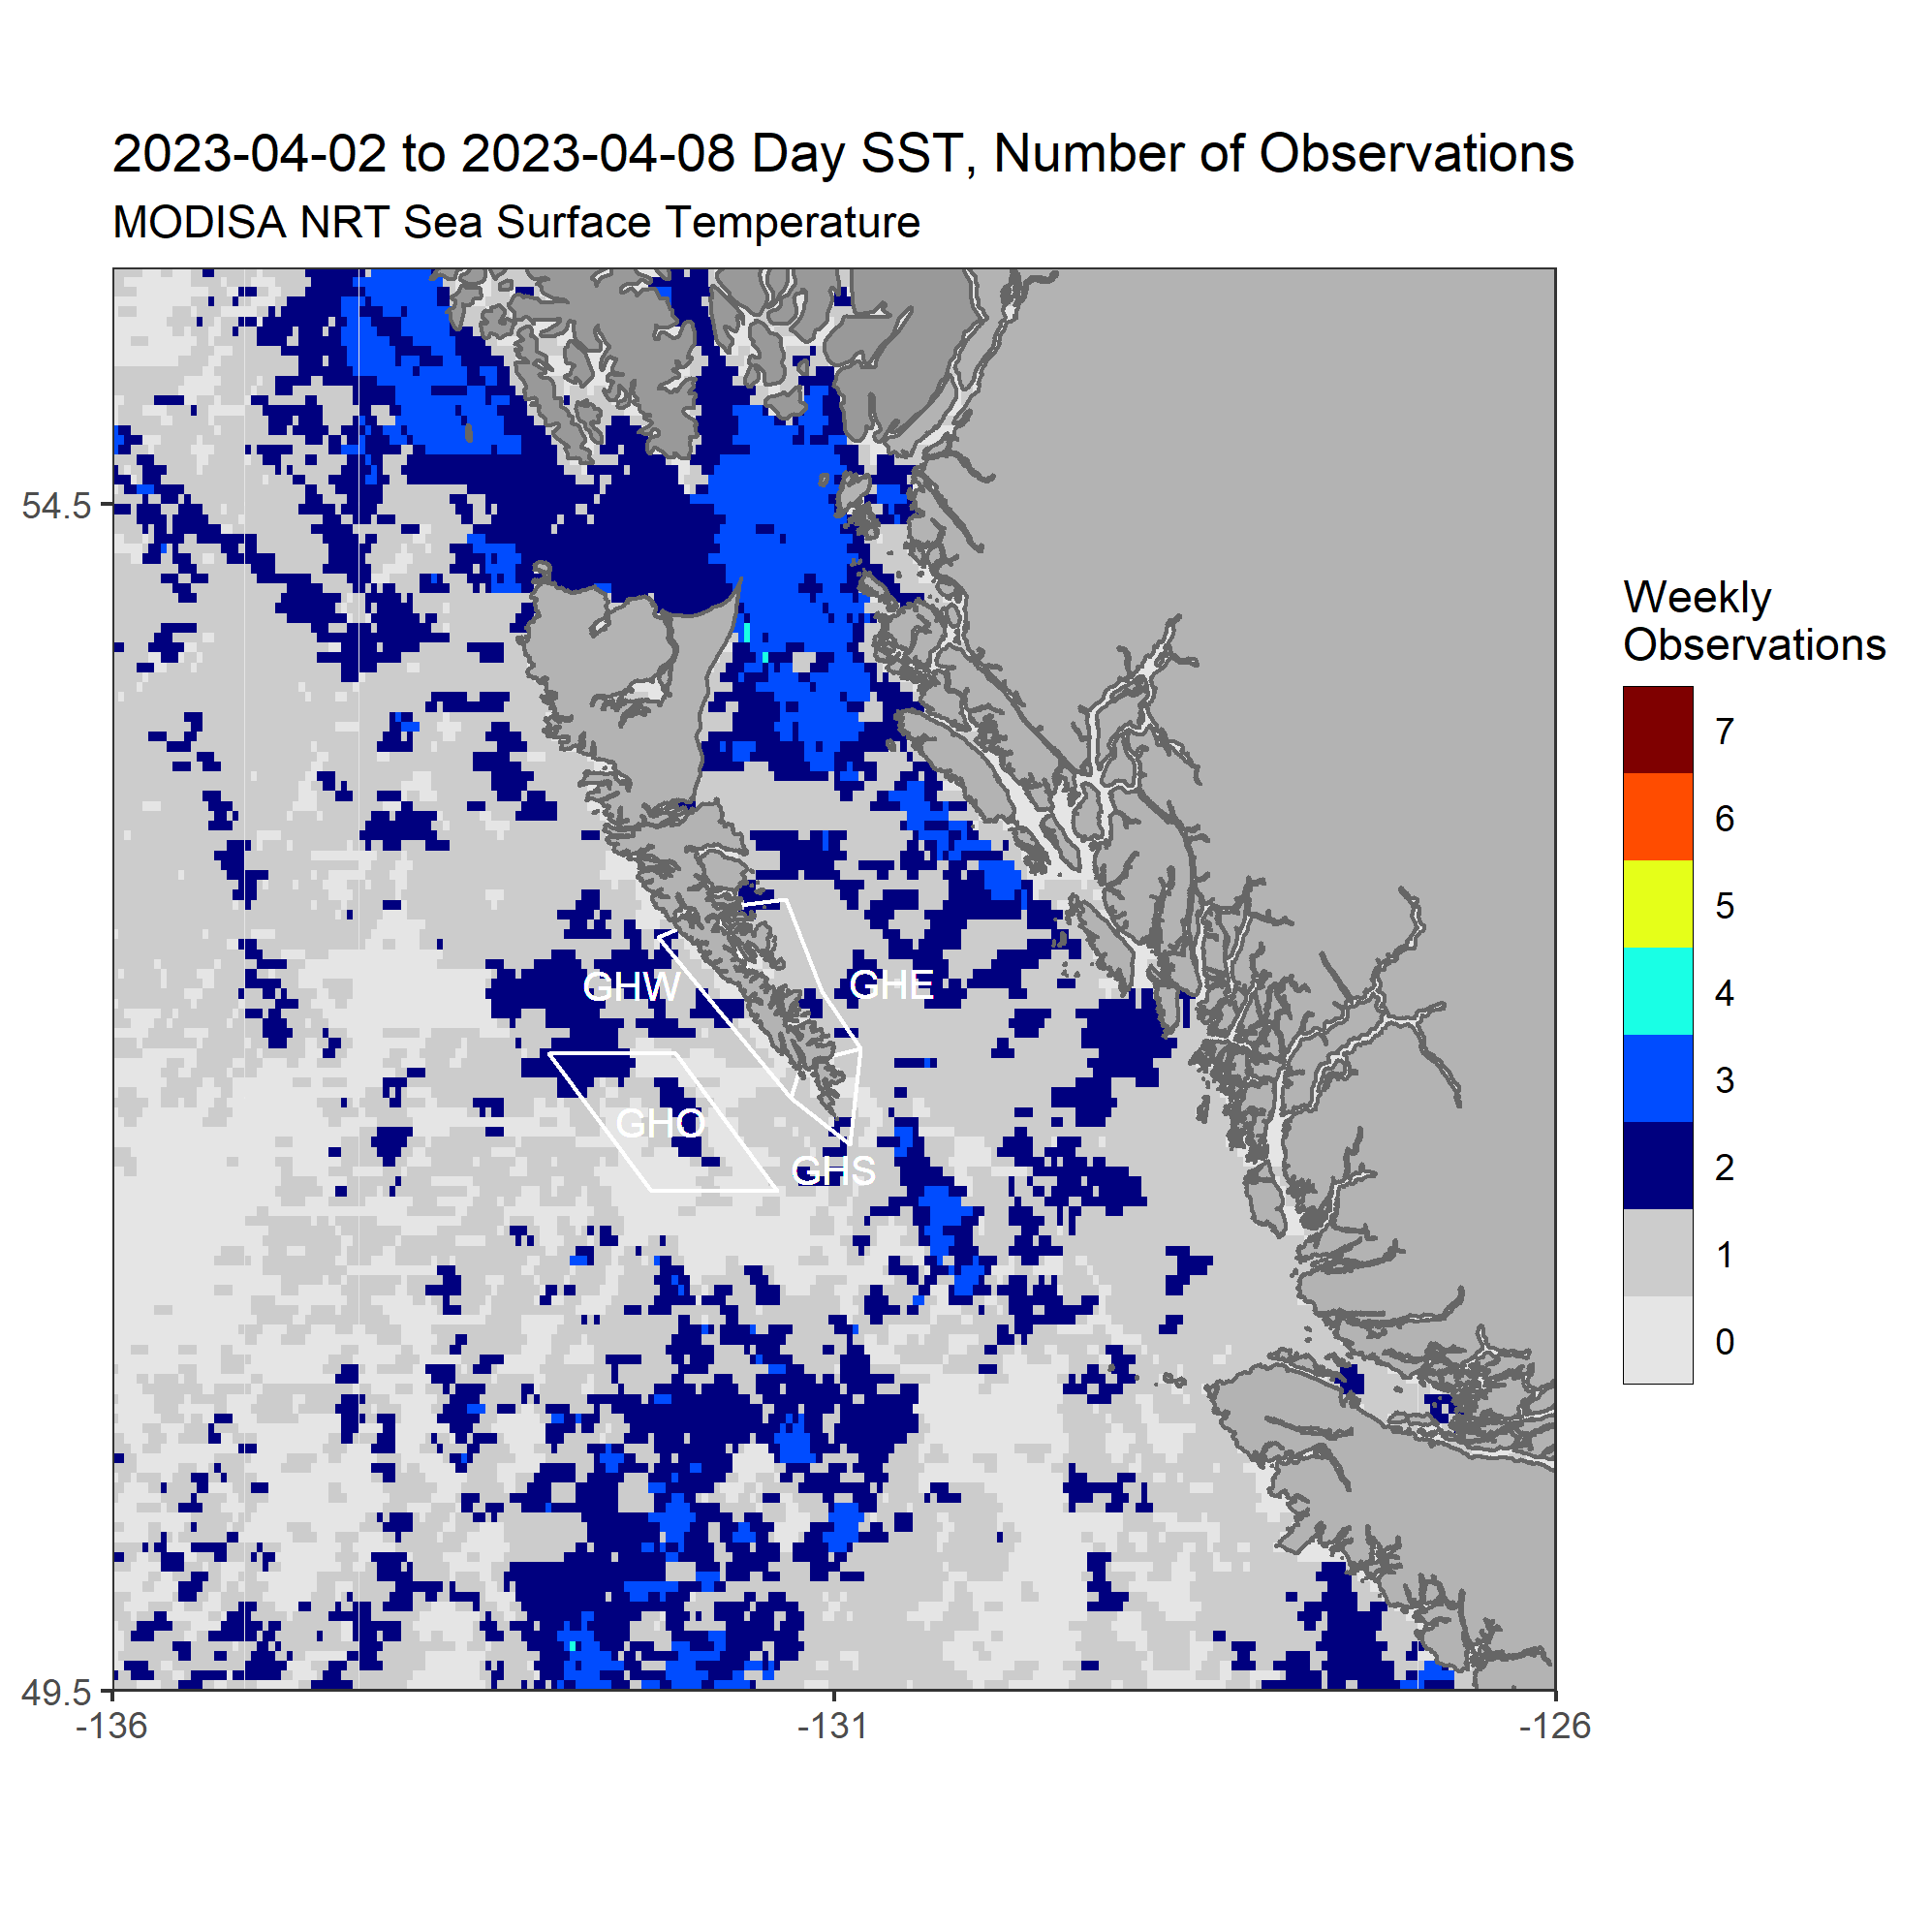 2023-04-02 to 2023-04-08 Day SST, Number of Observations
MODISA NRT Sea Surface Temperature
54.5
49.5
-136
-131
-126
GHW
GHE
GHO
GHS
Weekly
Observations
7
6
5
4
3
2
1
0